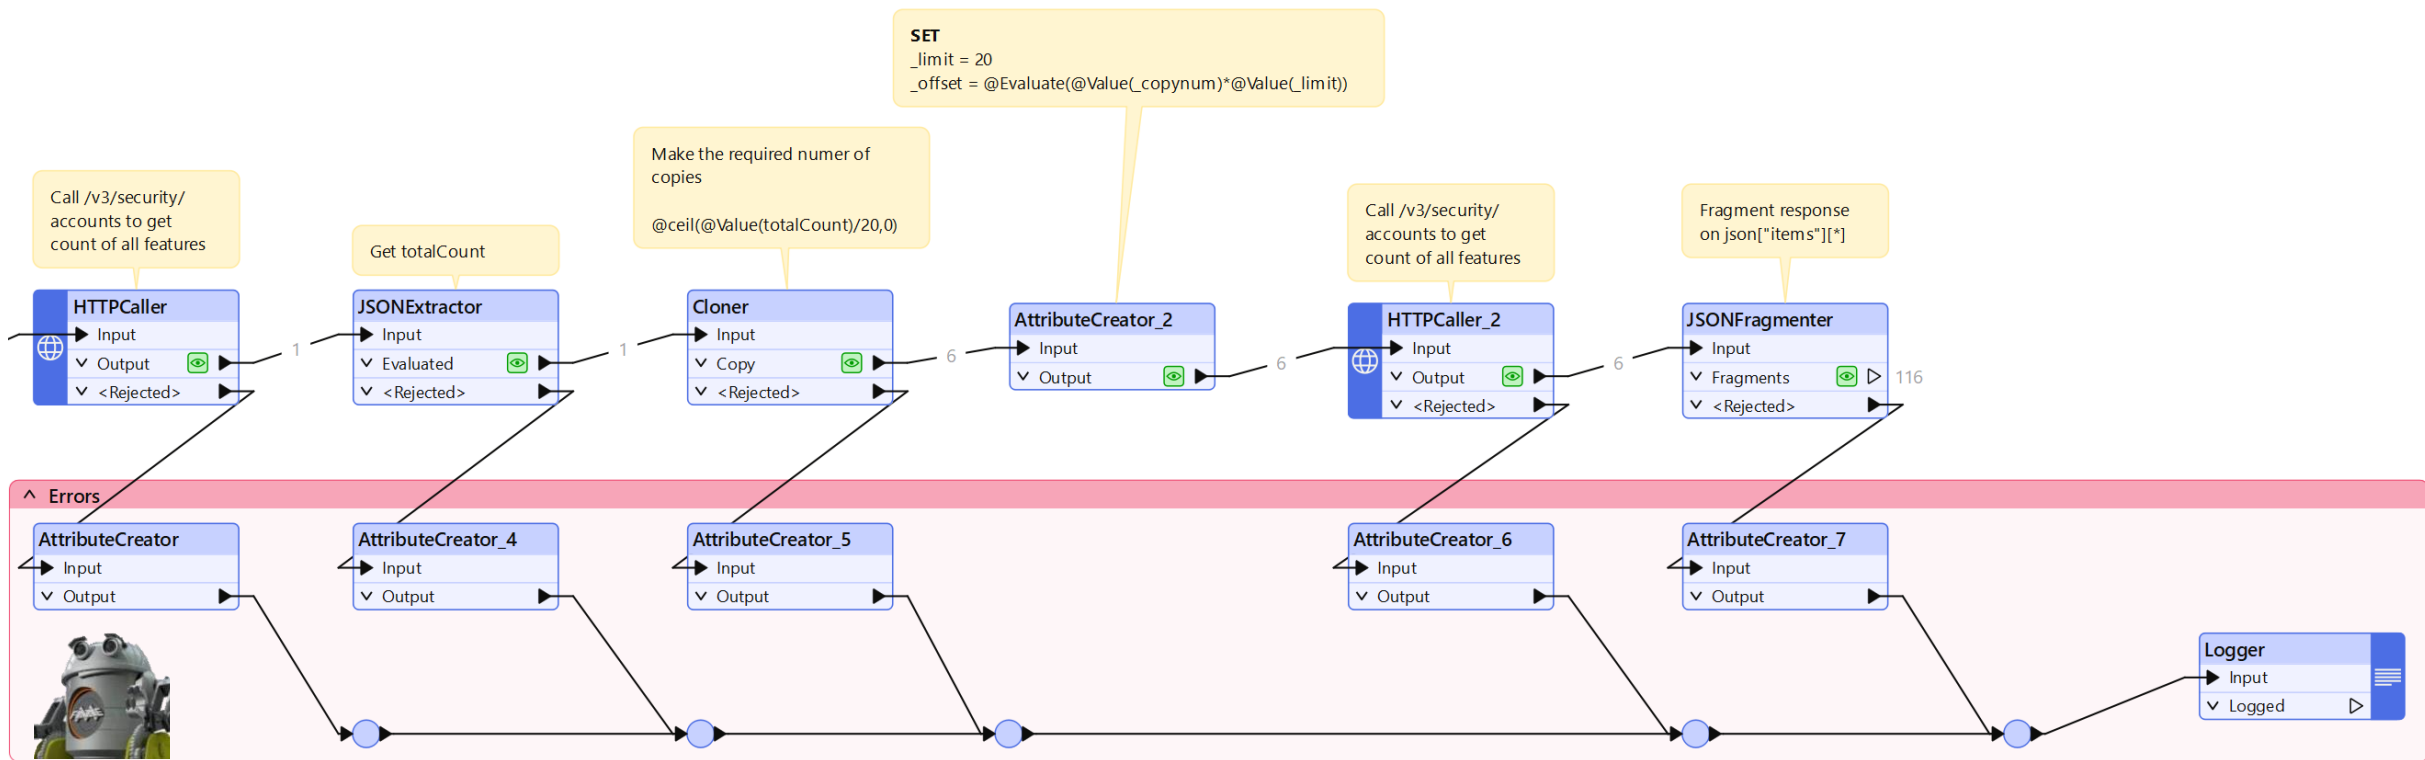 SET
_limit = 20
_offset = @Evaluate(@Value(_copynum)*@Value(_limit))
Make the required numer of
copies
@ceil(@Value(totalCount)/20,0)
Call /v3/security/
accounts to get
count of all features
Get totalCount
Call /v3/security/
accounts to get
count of all features
Fragment response
on json["items"][*]
HTTPCaller
Input
Output
<Rejected>
1
JSONExtractor
Input
Evaluated
<Rejected>
1
Cloner
Input
Copy
<Rejected>
6
AttributeCreator_2
Input
Output
6
HTTPCaller_2
Input
Output
<Rejected>
6
JSONFragmenter
Input
Fragments
<Rejected>
116
Errors
AttributeCreator
Input
Output
AttributeCreator_4
Input
Output
AttributeCreator_5
Input
Output
AttributeCreator_6
Input
Output
AttributeCreator_7
Input
Output
Logger
Input
Logged